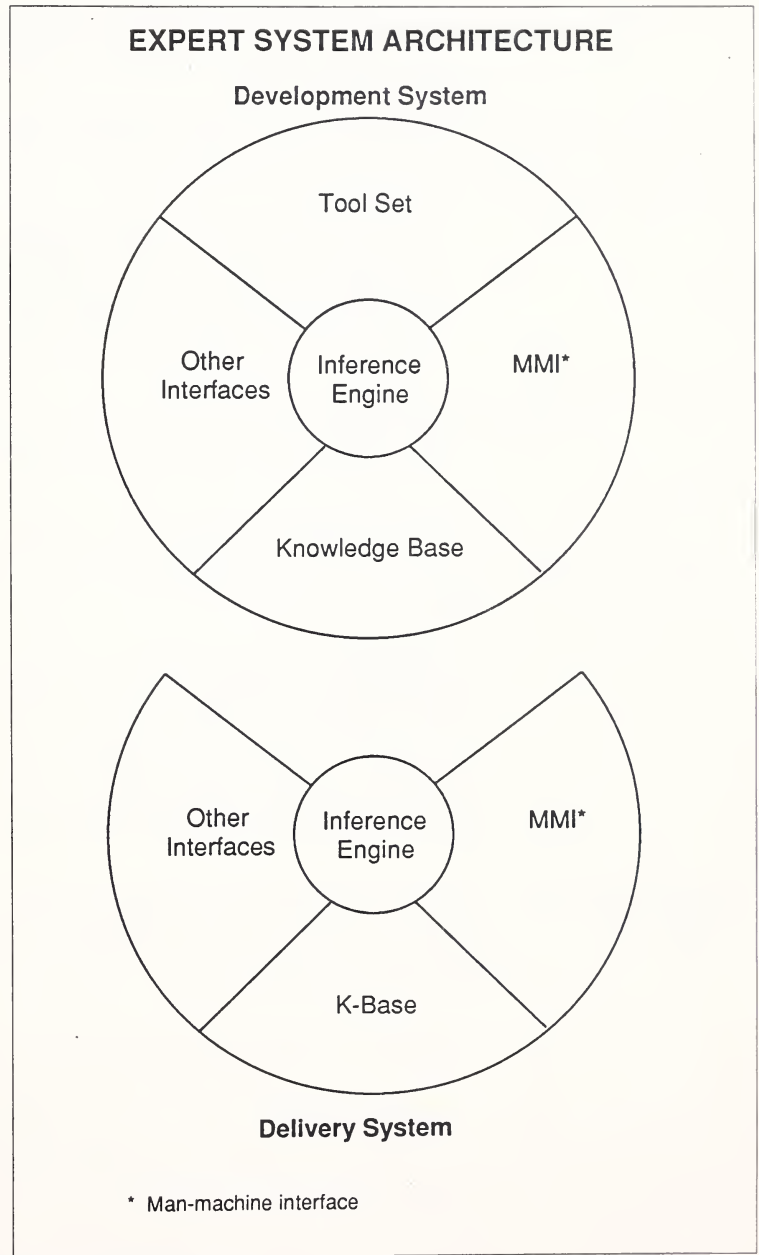 EXPERT SYSTEM ARCHITECTURE
Development System
Tool Set
Other
Interfaces
Inference
Engine
MMI*
Knowledge Base
Other
Interfaces
Inference
Engine
MMI*
K-Base
Delivery System
* Man-machine interface